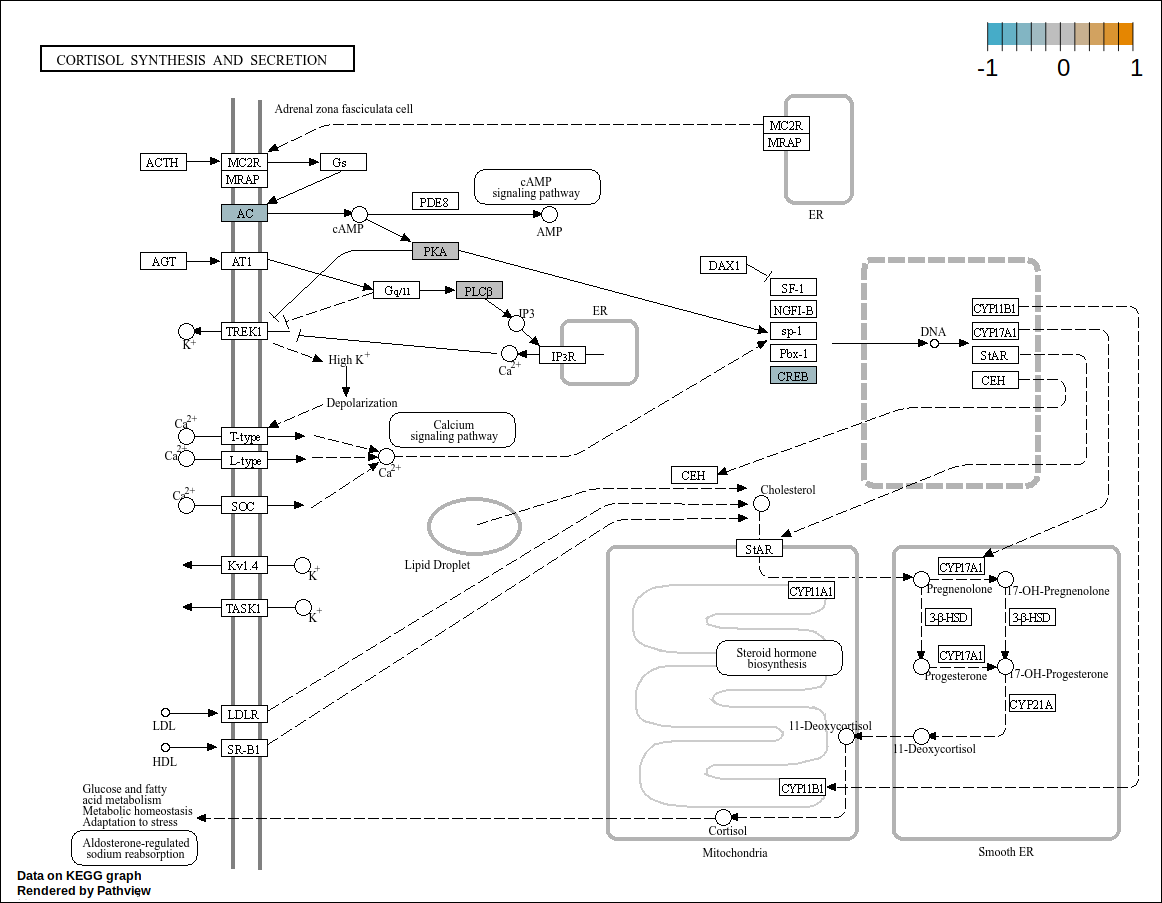 CORTISOL SYNTHESIS AND SECRETION
-1 0 1
Adrenal zona fasciculata cell
MC2R
MRAP
ER
ACTH
MC2R
MRAP
Gs
AC
cAMP
PDE8
cAMP
signaling pathway
AMP
PKA
AGT
AT1
Gq/11
PLCβ
IP3
ER
IP3R
Ca2+
TREK1
K+
High K+
Depolarization
DAX1
SF-1
NGFI-B
sp-1
Pbx-1
CREB
DNA
CYP11B1
CYP17A1
StAR
CEH
Ca2+
T-type
Ca2+
L-type
Ca2+
SOC
Calcium
signaling pathway
Ca2+
CEH
Cholesterol
Lipid Droplet
StAR
Kv1.4
K+
TASK1
K+
CYP11A1
Steroid hormone
biosynthesis
CYP17A1
Pregnenolone
17-OH-Pregnenolone
3-β-HSD
3-β-HSD
CYP17A1
Progesterone
17-OH-Progesterone
CYP21A
LDL
LDLR
HDL
SR-B1
11-Deoxycortisol
11-Deoxycortisol
CYP11B1
Cortisol
Mitochondria
Smooth ER
Glucose and fatty
acid metabolism
Metabolic homeostasis
Adaptation to stress
Aldosterone-regulated
sodium reabsorption
Data on KEGG graph
Rendered by Pathview